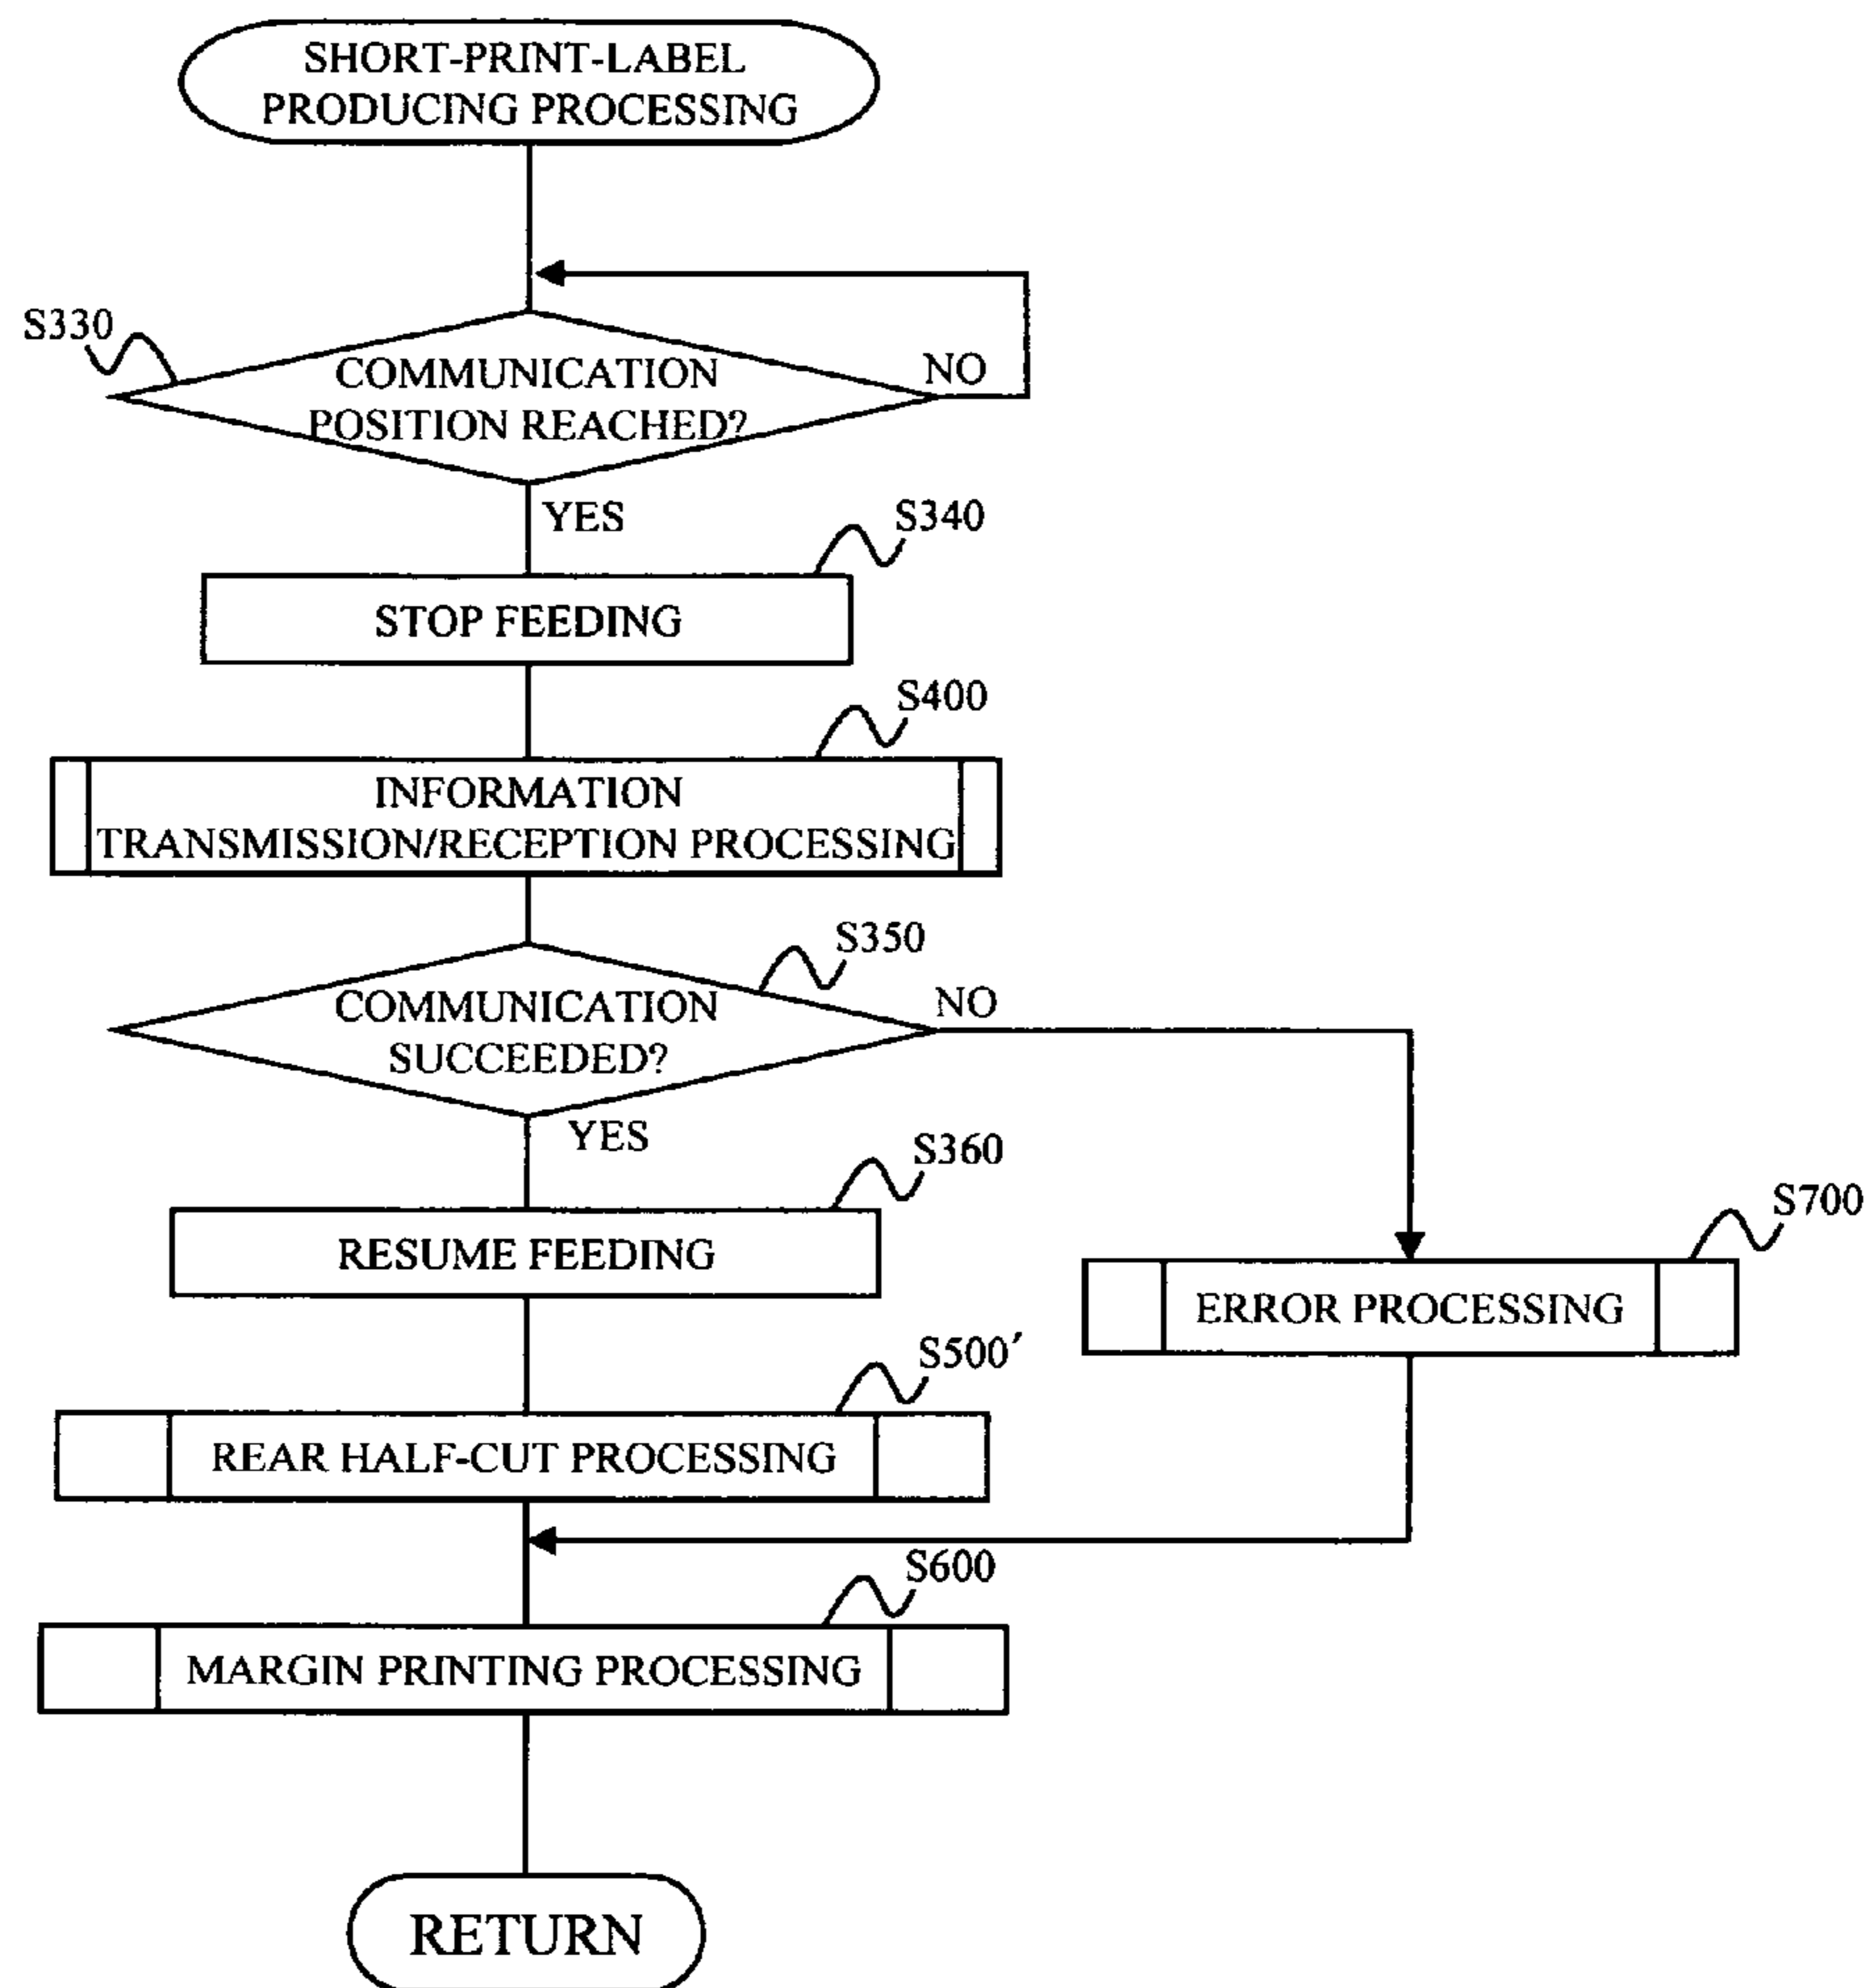 SHORT-PRINT-LABEL
PRODUCING PROCESSING
S330
COMMUNICATION
POSITION REACHED?
NO
YES
S340
STOP FEEDING
S400
INFORMATION
TRANSMISSION/RECEPTION PROCESSING
S350
COMMUNICATION
SUCCEEDED?
NO
YES
S360
RESUME FEEDING
S700
ERROR PROCESSING
S500′
REAR HALF-CUT PROCESSING
S600
MARGIN PRINTING PROCESSING
RETURN